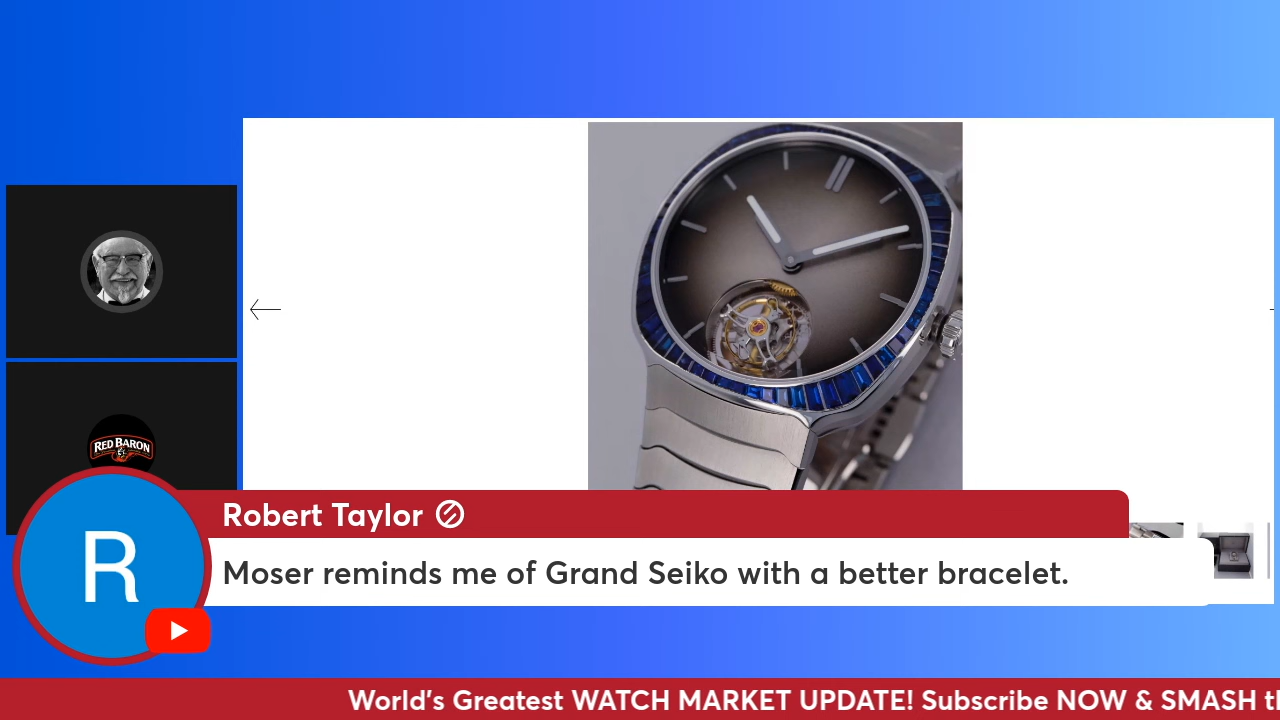 RED BARON
R
Robert Taylor
Moser reminds me of Grand Seiko with a better bracelet.
World's Greatest WATCH MARKET UPDATE! Subscribe NOW & SMASH th